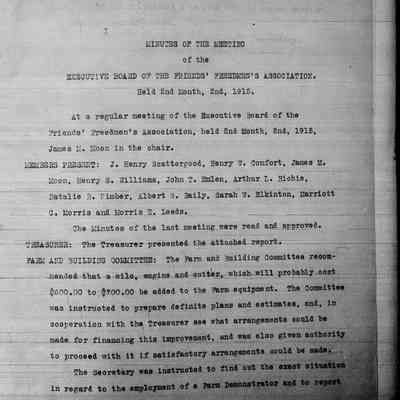 MINUTES OF THE MEETING
of the
EXECUTIVE BOARD OF THE FRIENDS' FREEDMEN'S ASSOCIATION.
Held 2nd Month, 2nd, 1915.
At a regular meeting of the Executive Board of the
Friends' Freedmen's Association, held 2nd Month, 2nd, 1915,
James M. Moon in the chair.
MEMBERS PRESENT: J. Henry Scattergood, Henry W. Comfort, James M.
Moon, Henry S. Williams, John T. Emlen, Arthur L. Richie,
Natalie R. Wimber, Albert G. Baily, Sarah W. Elkinton, Marriott
C. Morris and Morris E. Leeds.
The Minutes of the last meeting were read and approved.
TREASURER: The Treasurer presented the attached report.
FARM AND BUILDING COMMITTEE: The Farm and Building Committee recom-
mended that a silo, engine and cutter, which will probably cost
$600.00 to $700.00 be added to the Farm equipment. The Committee
was instructed to prepare definite plans and estimates, and, in
cooperation with the Treasurer see what arrangements could be
made for financing this improvement, and was also given authority
to proceed with it if satisfactory arrangements could be made.
The Secretary was instructed to find out the exact situation
in regard to the employment of a Farm Demonstrator and to report